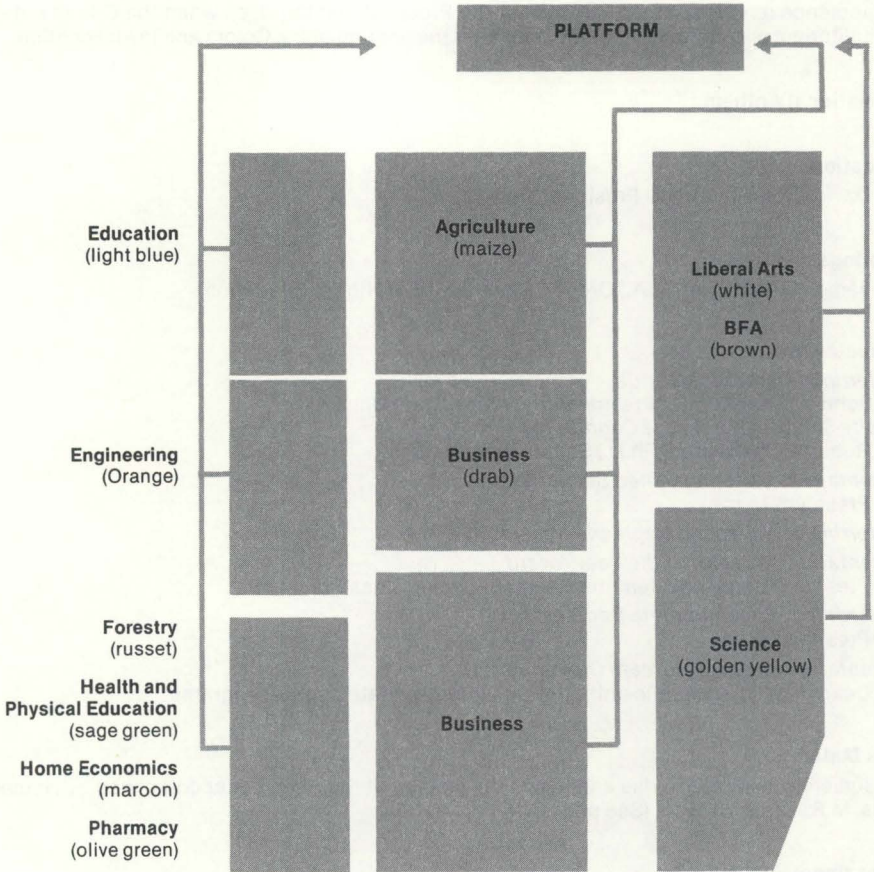 PLATFORM
Education
(light blue)
Agriculture
(maize)
Liberal Arts
(white)
BFA
(brown)
Engineering
(Orange)
Business
(drab)
Forestry
(russet)
Health and
Physical Education
(sage green)
Home Economics
(maroon)
Pharmacy
(olive green)
Business
Science
(golden yellow)